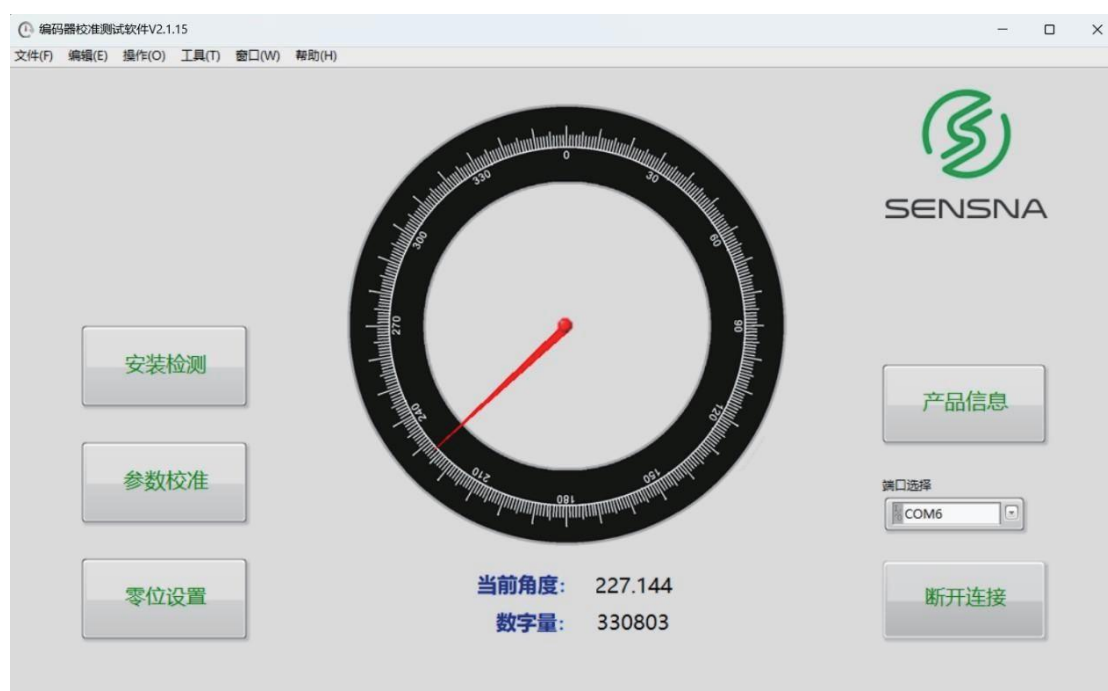 编码器校准测试软件V2.1.15
文件(F) 编辑(E) 操作(O) 工具(T) 窗口(W) 帮助(H)
SENSNA
0
30
60
90
120
150
180
210
240
270
300
330
安装检测
参数校准
零位设置
当前角度: 227.144
数字量: 330803
产品信息
端口选择
COM6
断开连接